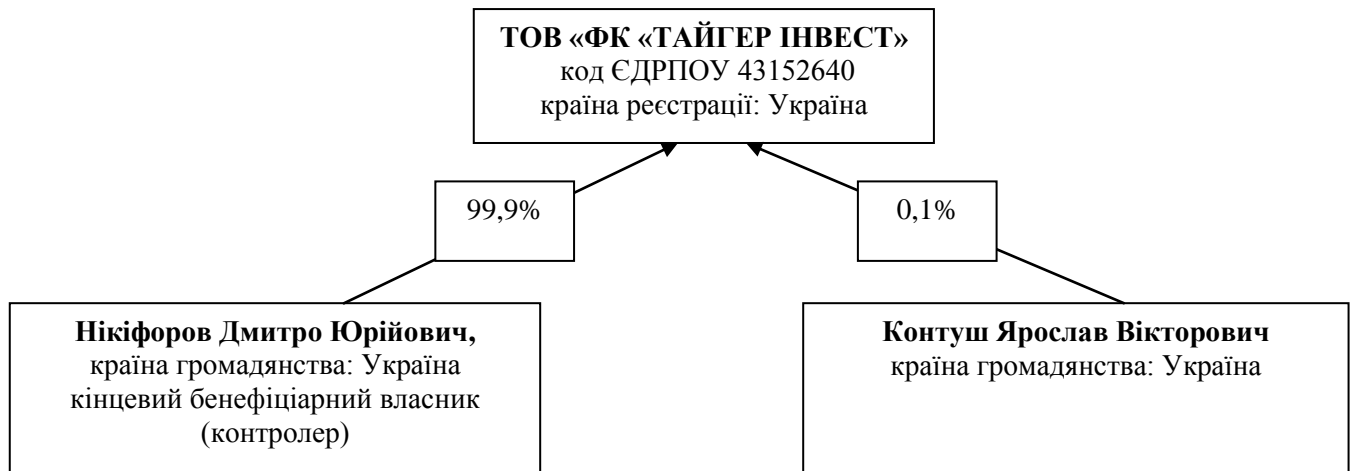 ТОВ «ФК «ТАЙГЕР ІНВЕСТ»
код ЄДРПОУ 43152640
країна реєстрації: Україна
99,9%
0,1%
Нікіфоров Дмитро Юрійович,
країна громадянства: Україна
кінцевий бенефіціарний власник
(контролер)
Контуш Ярослав Вікторович
країна громадянства: Україна